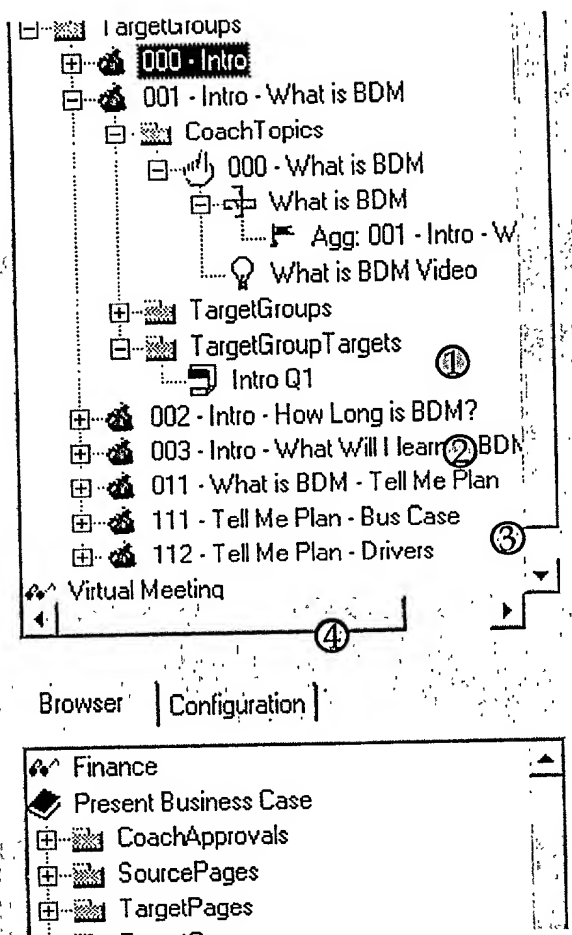 TargetGroups
000 - Intro
001 - Intro - What is BDM
CoachTopics
000 - What is BDM
What is BDM
Agg: 001 - Intro - W
What is BDM Video
TargetGroups
TargetGroupTargets
①
Intro Q1
002 - Intro - How Long is BDM?
003 - Intro - What Will I learn ② BDM
011 - What is BDM - Tell Me Plan
111 - Tell Me Plan - Bus Case
③
112 - Tell Me Plan - Drivers
Virtual Meeting
④
Browser Configuration
Finance
Present Business Case
CoachApprovals
SourcePages
TargetPages